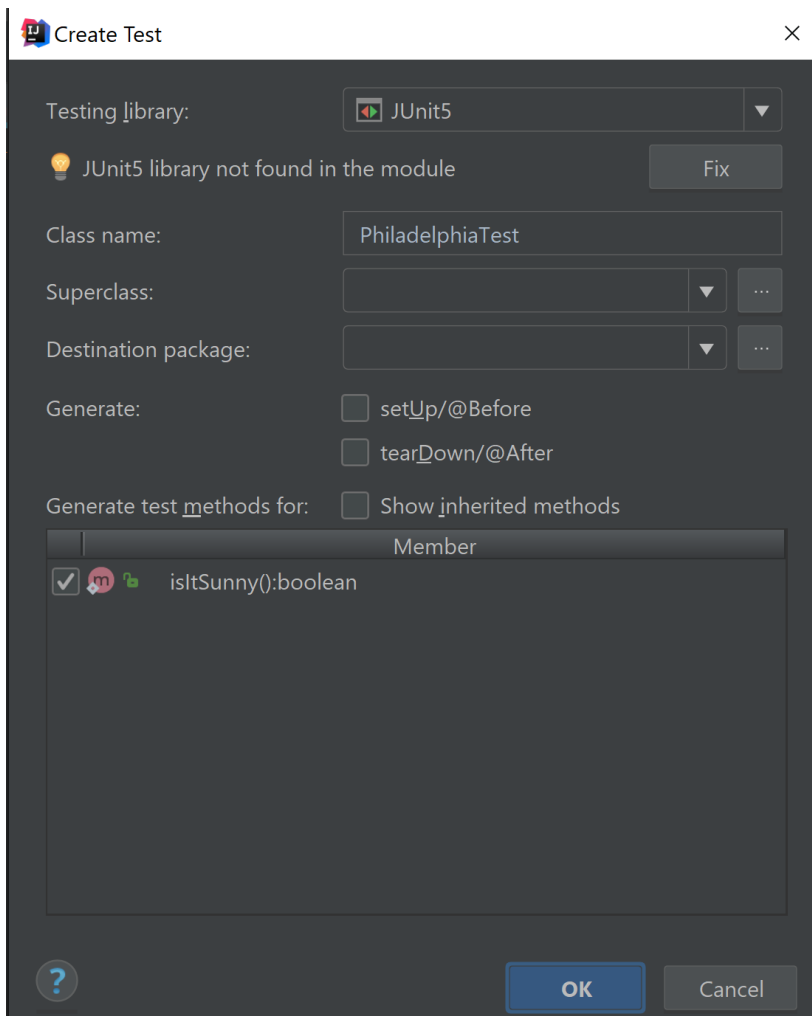 Create Test
Testing library: JUnit5
JUnit5 library not found in the module Fix
Class name: PhiladelphiaTest
Superclass: ...
Destination package: ...
Generate: setUp/@Before
tearDown/@After
Generate test methods for: Show inherited methods
Member
m isItSunny():boolean
? OK Cancel